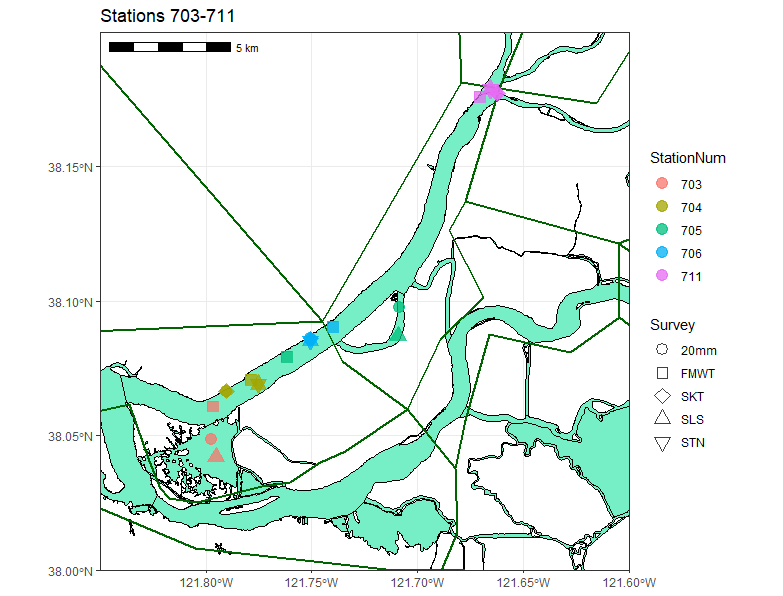 Stations 703-711
5 km
38.15°N
38.10°N
38.05°N
38.00°N
121.80°W
121.75°W
121.70°W
121.65°W
121.60°W
StationNum
703
704
705
706
711
Survey
20mm
FMWT
SKT
SLS
STN